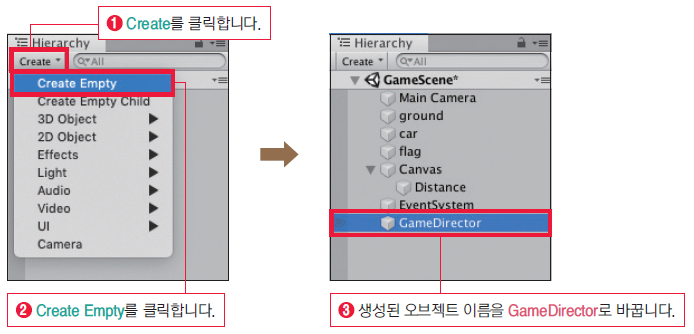 ❶ Create를 클릭합니다.
Hierarchy
Create
All
Create Empty
Create Empty Child
3D Object
2D Object
Effects
Light
Audio
Video
UI
Camera
❷ Create Empty를 클릭합니다.
Hierarchy
Create
All
GameScene*
Main Camera
ground
car
flag
Canvas
Distance
EventSystem
GameDirector
❸ 생성된 오브젝트 이름을 GameDirector로 바꿉니다.